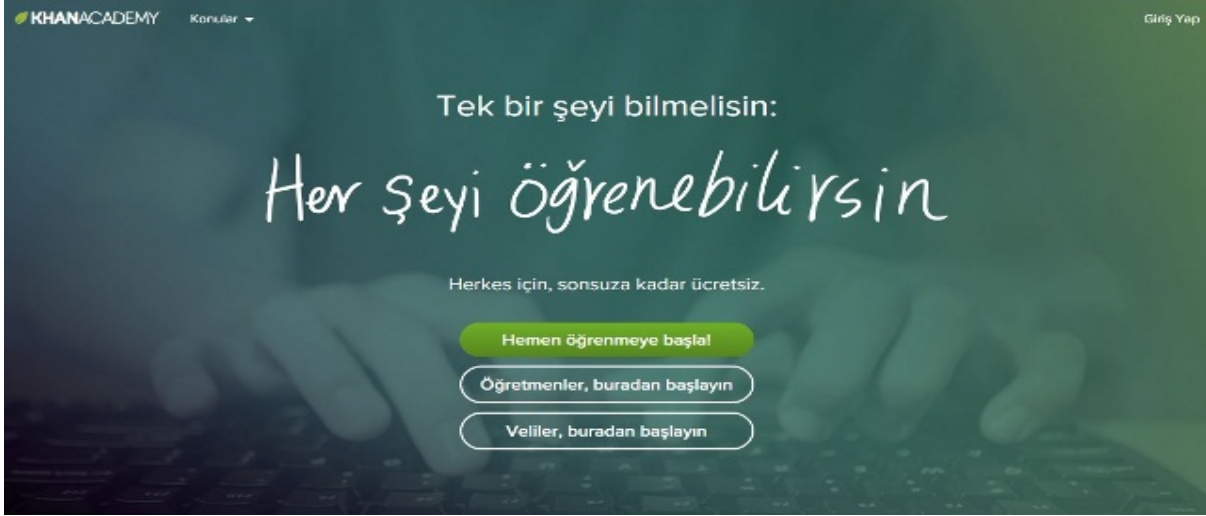 KHANACADEMY Konular Giriş Yap
Tek bir şeyi bilmelisin:
Her şeyi öğrenebilirsin
Herkes için, sonsuza kadar ücretsiz.
Hemen öğrenmeye başla!
Öğretmenler, buradan başlayın
Veliler, buradan başlayın